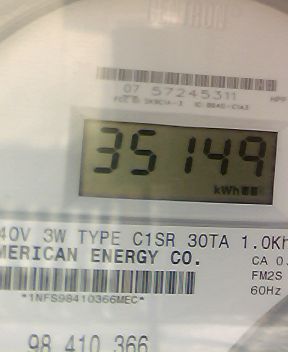 CENTRON
07 57245311
35149
kWh
40V 3W TYPE C1SR 30TA 1.0Kh
MERICAN ENERGY CO.
CA 0.
FM2S
60Hz
*1NFS98410366MEC*
98 410 366